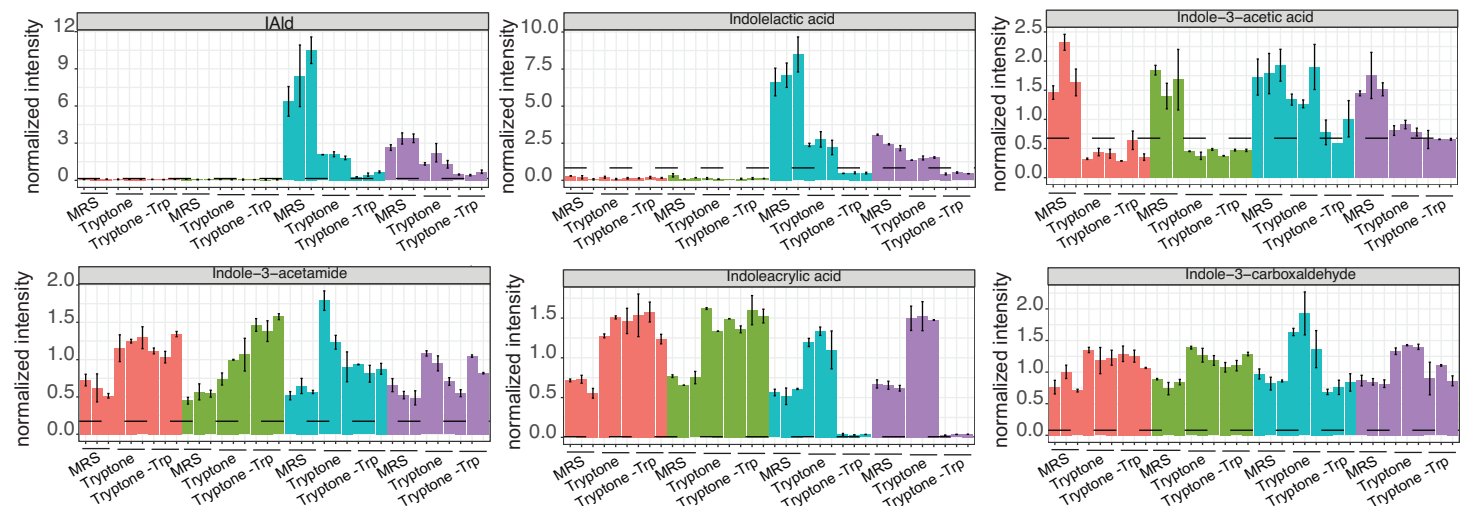 IAld
normalized intensity
12
9
6
3
0
MRS
Tryptone
Tryptone -Trp
MRS
Tryptone
Tryptone -Trp
MRS
Tryptone
Tryptone -Trp
MRS
Tryptone
Tryptone -Trp
Indolelactic acid
normalized intensity
10.0
7.5
5.0
2.5
0.0
MRS
Tryptone
Tryptone -Trp
MRS
Tryptone
Tryptone -Trp
MRS
Tryptone
Tryptone -Trp
MRS
Tryptone
Tryptone -Trp
Indole-3-acetic acid
normalized intensity
2.5
2.0
1.5
1.0
0.5
0.0
MRS
Tryptone
Tryptone -Trp
MRS
Tryptone
Tryptone -Trp
MRS
Tryptone
Tryptone -Trp
MRS
Tryptone
Tryptone -Trp
Indole-3-acetamide
normalized intensity
2.0
1.5
1.0
0.5
0.0
MRS
Tryptone
Tryptone -Trp
MRS
Tryptone
Tryptone -Trp
MRS
Tryptone
Tryptone -Trp
MRS
Tryptone
Tryptone -Trp
Indoleacrylic acid
normalized intensity
1.5
1.0
0.5
0.0
MRS
Tryptone
Tryptone -Trp
MRS
Tryptone
Tryptone -Trp
MRS
Tryptone
Tryptone -Trp
MRS
Tryptone
Tryptone -Trp
Indole-3-carboxaldehyde
normalized intensity
2.0
1.5
1.0
0.5
0.0
MRS
Tryptone
Tryptone -Trp
MRS
Tryptone
Tryptone -Trp
MRS
Tryptone
Tryptone -Trp
MRS
Tryptone
Tryptone -Trp